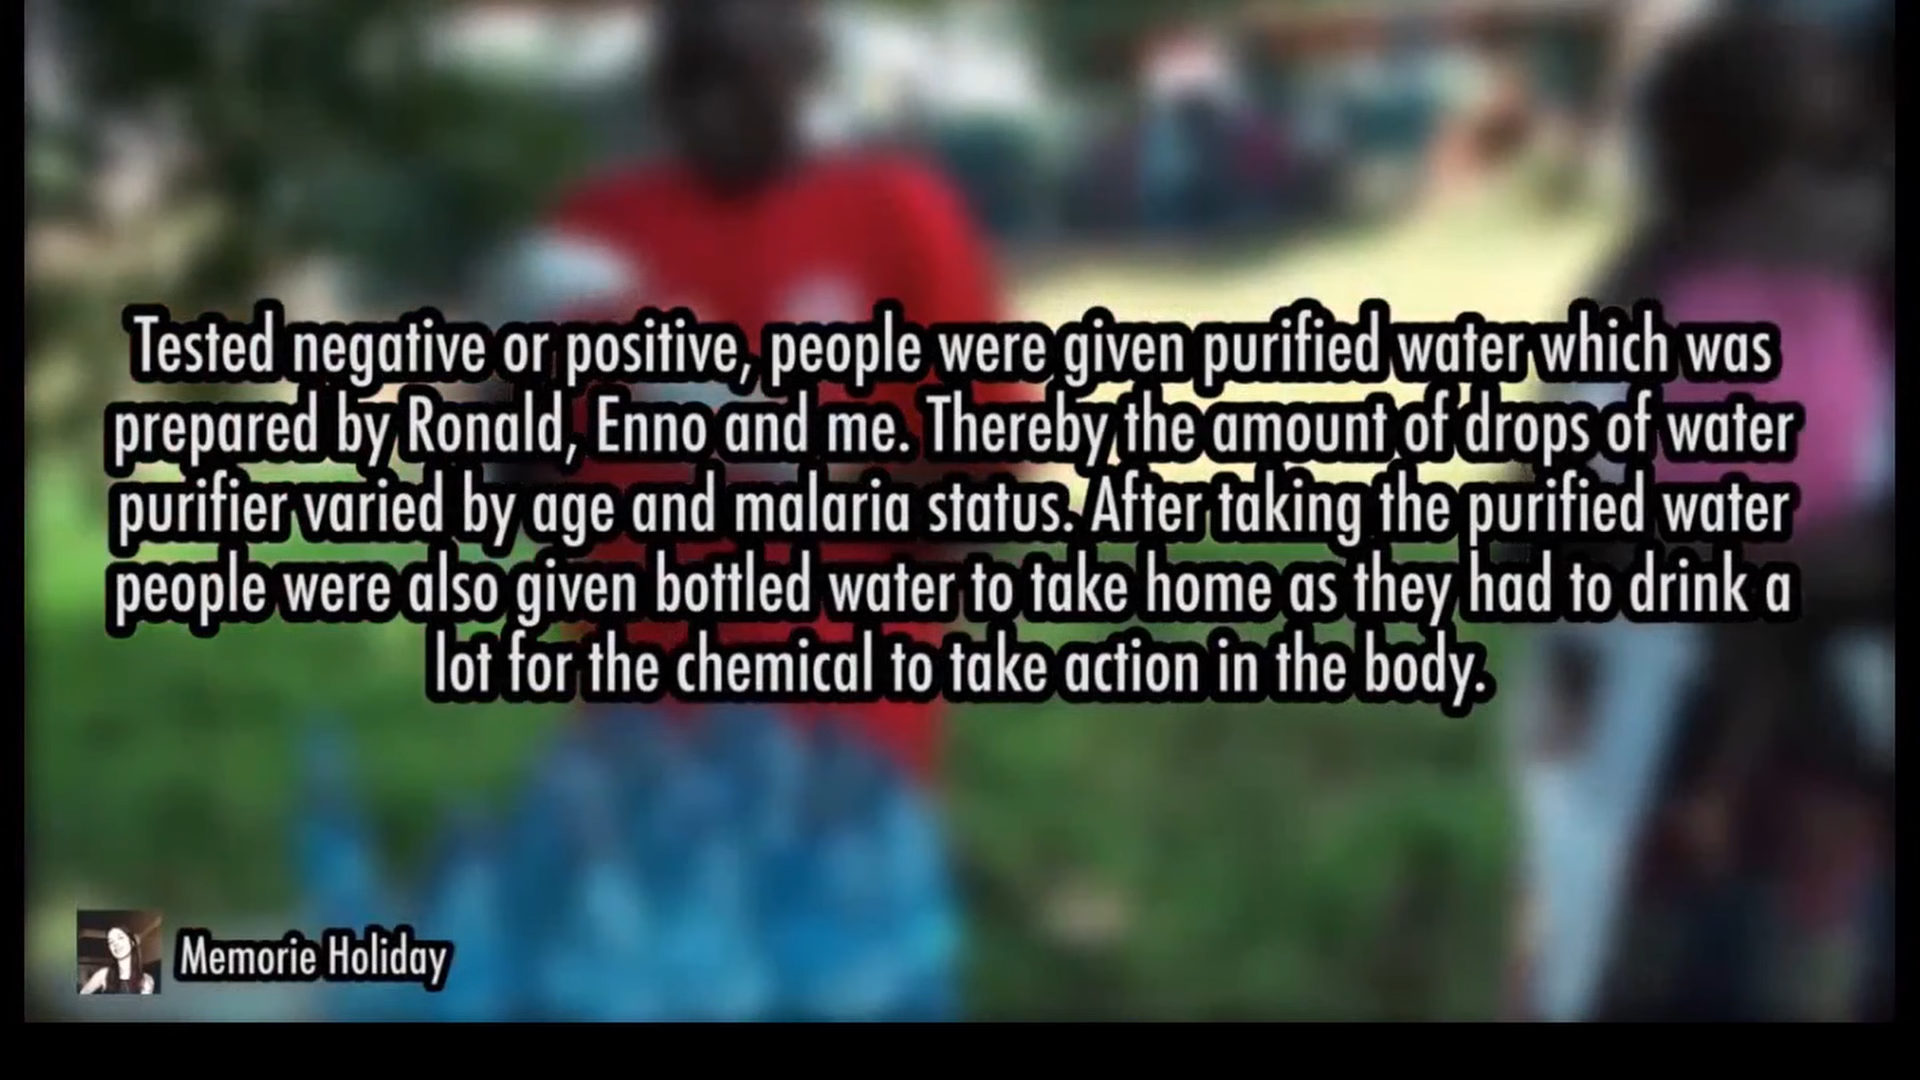 Tested negative or positive, people were given purified water which was
prepared by Ronald, Enno and me. Thereby the amount of drops of water
purifier varied by age and malaria status. After taking the purified water
people were also given bottled water to take home as they had to drink a
lot for the chemical to take action in the body.
Memorie Holiday